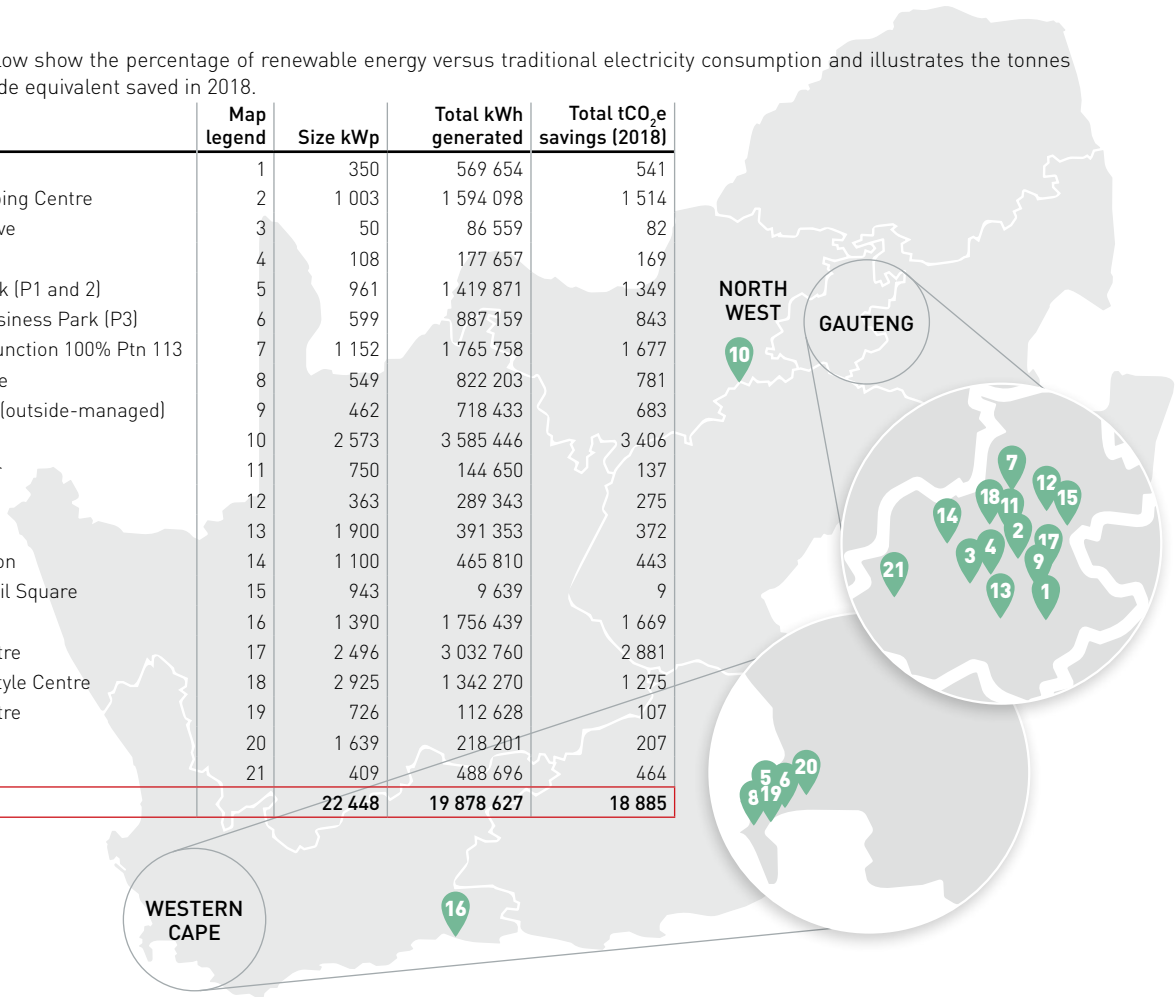 low show the percentage of renewable energy versus traditional electricity consumption and illustrates the tonnes
de equivalent saved in 2018.
Map legend Size kWp Total kWh generated Total tCO₂e savings (2018)
1 350 569 654 541
ping Centre 2 1 003 1 594 098 1 514
ve 3 50 86 559 82
4 108 177 657 169
k (P1 and 2) 5 961 1 419 871 1 349
siness Park (P3) 6 599 887 159 843
unction 100% Ptn 113 7 1 152 1 765 758 1 677
e 8 549 822 203 781
(outside-managed) 9 462 718 433 683
10 2 573 3 585 446 3 406
r 11 750 144 650 137
12 363 289 343 275
13 1 900 391 353 372
on 14 1 100 465 810 443
il Square 15 943 9 639 9
16 1 390 1 756 439 1 669
tre 17 2 496 3 032 760 2 881
tyle Centre 18 2 925 1 342 270 1 275
tre 19 726 112 628 107
20 1 639 218 201 207
21 409 488 696 464
22 448 19 878 627 18 885
NORTH
WEST
GAUTENG
10
7
12
18
11
15
14
2
17
3
4
9
21
13
1
20
5
6
8
19
WESTERN
CAPE
16